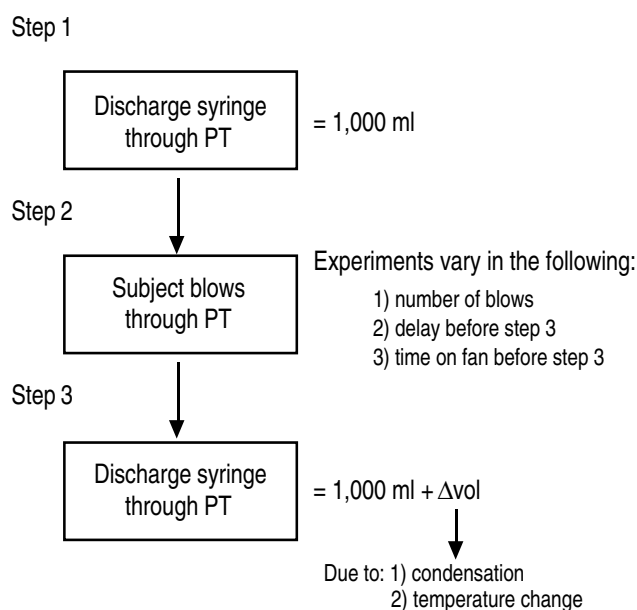 Step 1
Discharge syringe
through PT
= 1,000 ml
Step 2
Subject blows
through PT
Experiments vary in the following:
1) number of blows
2) delay before step 3
3) time on fan before step 3
Step 3
Discharge syringe
through PT
= 1,000 ml + Δvol
Due to: 1) condensation
2) temperature change